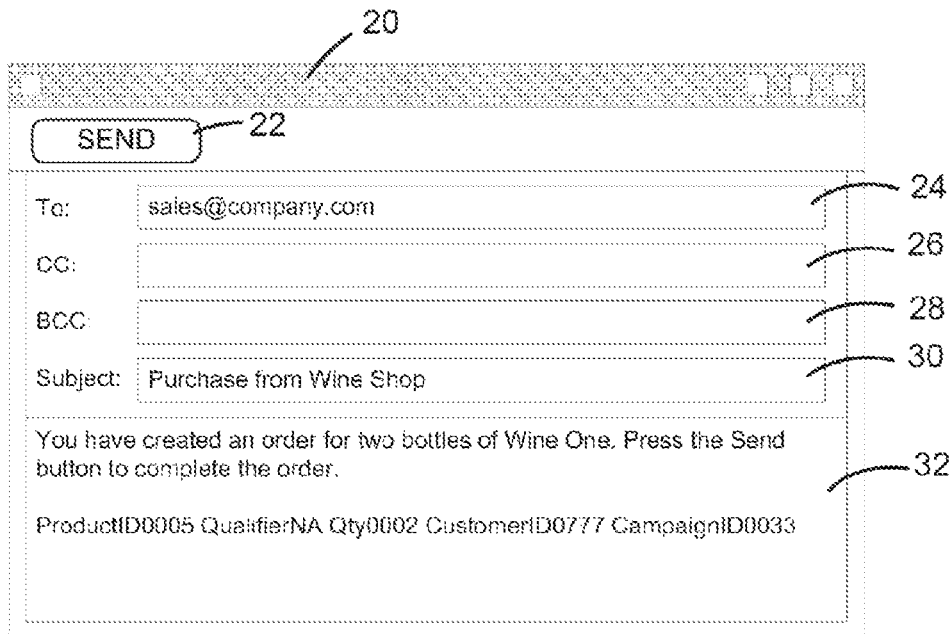 20
SEND 22
To: sales@company.com 24
CC: 26
BCC: 28
Subject: Purchase from Wine Shop 30
You have created an order for two bottles of Wine One. Press the Send
button to complete the order.
32
ProductID0005 QualifierNA Qty0002 CustomerID0777 CampaignID0033